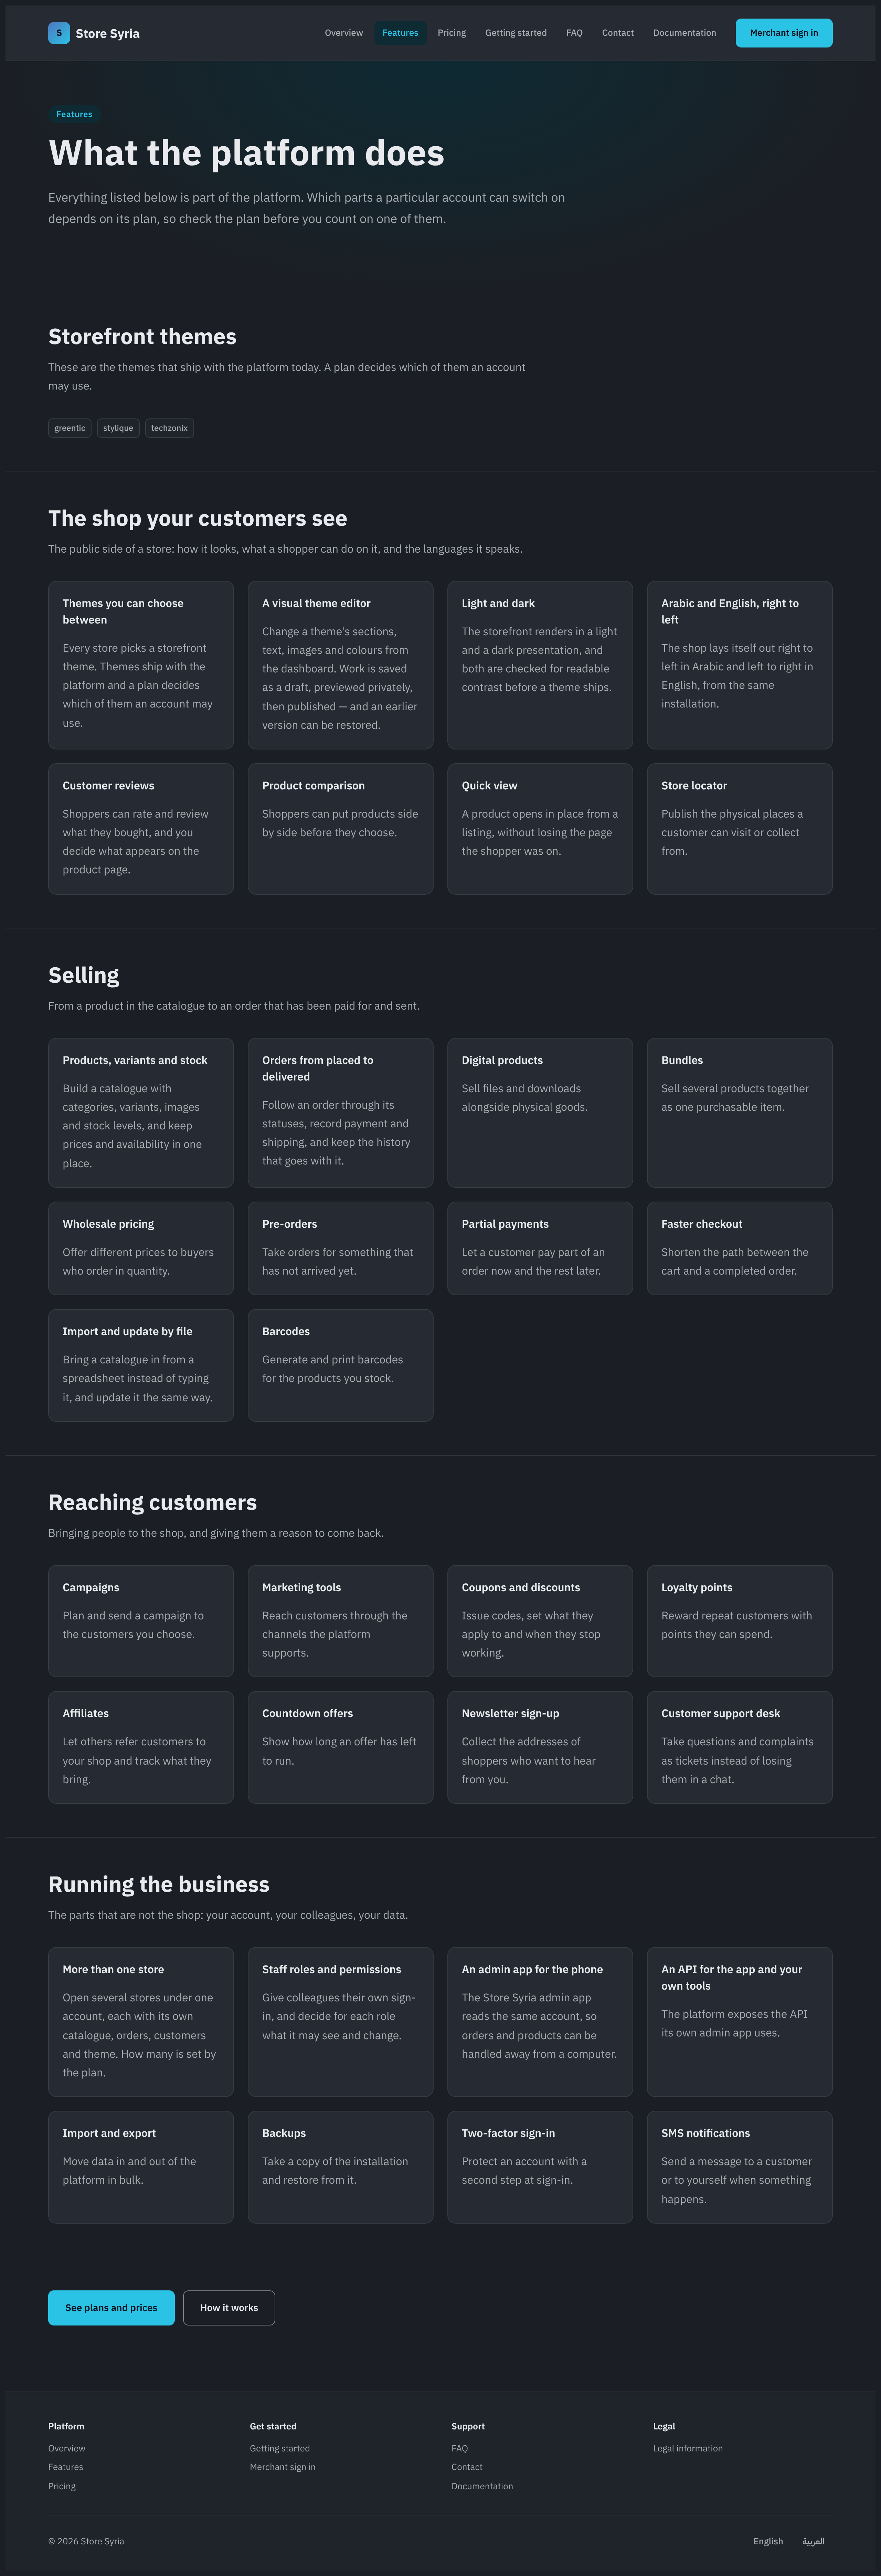 S Store Syria
Overview Features Pricing Getting started FAQ Contact Documentation Merchant sign in
Features
What the platform does
Everything listed below is part of the platform. Which parts a particular account can switch on
depends on its plan, so check the plan before you count on one of them.
Storefront themes
These are the themes that ship with the platform today. A plan decides which of them an account
may use.
greentic stylique techzonix
The shop your customers see
The public side of a store: how it looks, what a shopper can do on it, and the languages it speaks.
Themes you can choose
between
Every store picks a storefront
theme. Themes ship with the
platform and a plan decides
which of them an account may
use.
A visual theme editor
Change a theme's sections,
text, images and colours from
the dashboard. Work is saved
as a draft, previewed privately,
then published — and an earlier
version can be restored.
Light and dark
The storefront renders in a light
and a dark presentation, and
both are checked for readable
contrast before a theme ships.
Arabic and English, right to
left
The shop lays itself out right to
left in Arabic and left to right in
English, from the same
installation.
Customer reviews
Shoppers can rate and review
what they bought, and you
decide what appears on the
product page.
Product comparison
Shoppers can put products side
by side before they choose.
Quick view
A product opens in place from a
listing, without losing the page
the shopper was on.
Store locator
Publish the physical places a
customer can visit or collect
from.
Selling
From a product in the catalogue to an order that has been paid for and sent.
Products, variants and stock
Build a catalogue with
categories, variants, images
and stock levels, and keep
prices and availability in one
place.
Orders from placed to
delivered
Follow an order through its
statuses, record payment and
shipping, and keep the history
that goes with it.
Digital products
Sell files and downloads
alongside physical goods.
Bundles
Sell several products together
as one purchasable item.
Wholesale pricing
Offer different prices to buyers
who order in quantity.
Pre-orders
Take orders for something that
has not arrived yet.
Partial payments
Let a customer pay part of an
order now and the rest later.
Faster checkout
Shorten the path between the
cart and a completed order.
Import and update by file
Bring a catalogue in from a
spreadsheet instead of typing
it, and update it the same way.
Barcodes
Generate and print barcodes
for the products you stock.
Reaching customers
Bringing people to the shop, and giving them a reason to come back.
Campaigns
Plan and send a campaign to
the customers you choose.
Marketing tools
Reach customers through the
channels the platform
supports.
Coupons and discounts
Issue codes, set what they
apply to and when they stop
working.
Loyalty points
Reward repeat customers with
points they can spend.
Affiliates
Let others refer customers to
your shop and track what they
bring.
Countdown offers
Show how long an offer has left
to run.
Newsletter sign-up
Collect the addresses of
shoppers who want to hear
from you.
Customer support desk
Take questions and complaints
as tickets instead of losing
them in a chat.
Running the business
The parts that are not the shop: your account, your colleagues, your data.
More than one store
Open several stores under one
account, each with its own
catalogue, orders, customers
and theme. How many is set by
the plan.
Staff roles and permissions
Give colleagues their own sign-
in, and decide for each role
what it may see and change.
An admin app for the phone
The Store Syria admin app
reads the same account, so
orders and products can be
handled away from a computer.
An API for the app and your
own tools
The platform exposes the API
its own admin app uses.
Import and export
Move data in and out of the
platform in bulk.
Backups
Take a copy of the installation
and restore from it.
Two-factor sign-in
Protect an account with a
second step at sign-in.
SMS notifications
Send a message to a customer
or to yourself when something
happens.
See plans and prices How it works
Platform
Overview
Features
Pricing
Get started
Getting started
Merchant sign in
Support
FAQ
Contact
Documentation
Legal
Legal information
© 2026 Store Syria
English العربية